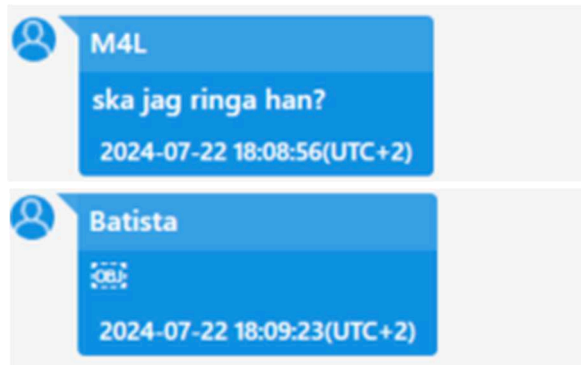 M4L
ska jag ringa han?
2024-07-22 18:08:56(UTC+2)
Batista
OBJ
2024-07-22 18:09:23(UTC+2)